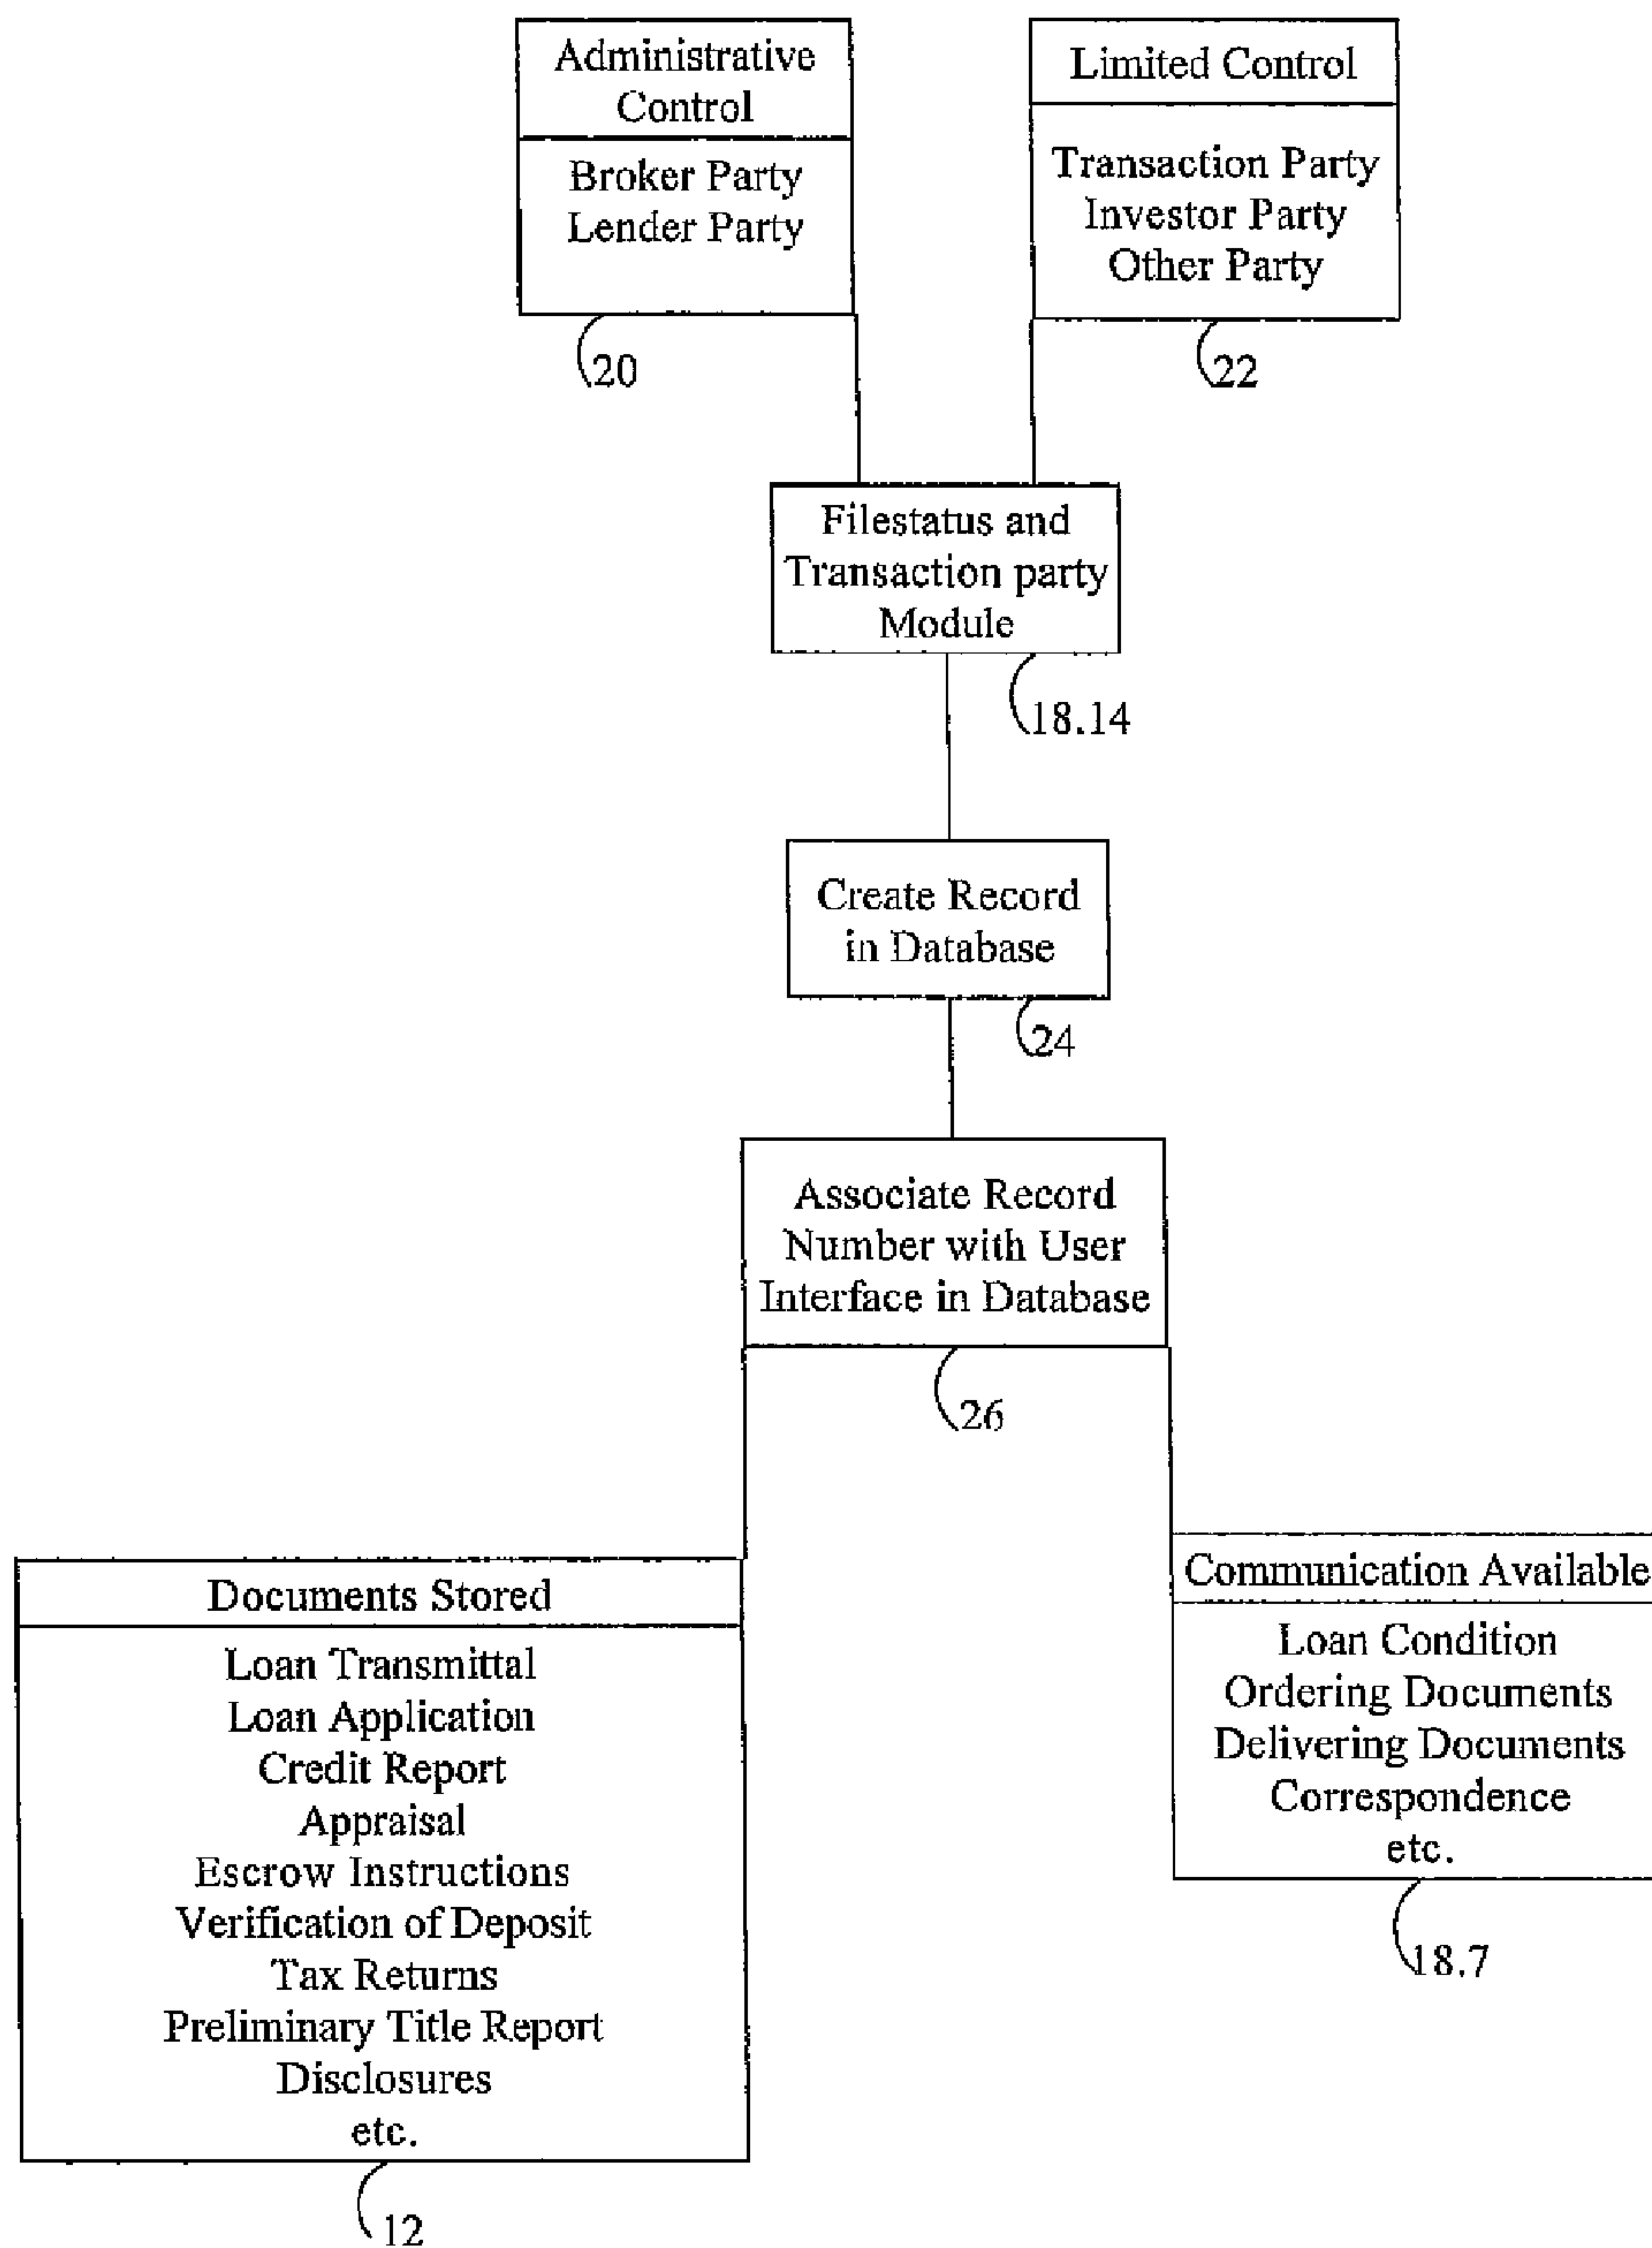 Administrative
Control
Broker Party
Lender Party
20
Limited Control
Transaction Party
Investor Party
Other Party
22
Filestatus and
Transaction party
Module
18.14
Create Record
in Database
24
Associate Record
Number with User
Interface in Database
26
Documents Stored
Loan Transmittal
Loan Application
Credit Report
Appraisal
Escrow Instructions
Verification of Deposit
Tax Returns
Preliminary Title Report
Disclosures
etc.
12
Communication Available
Loan Condition
Ordering Documents
Delivering Documents
Correspondence
etc.
18.7